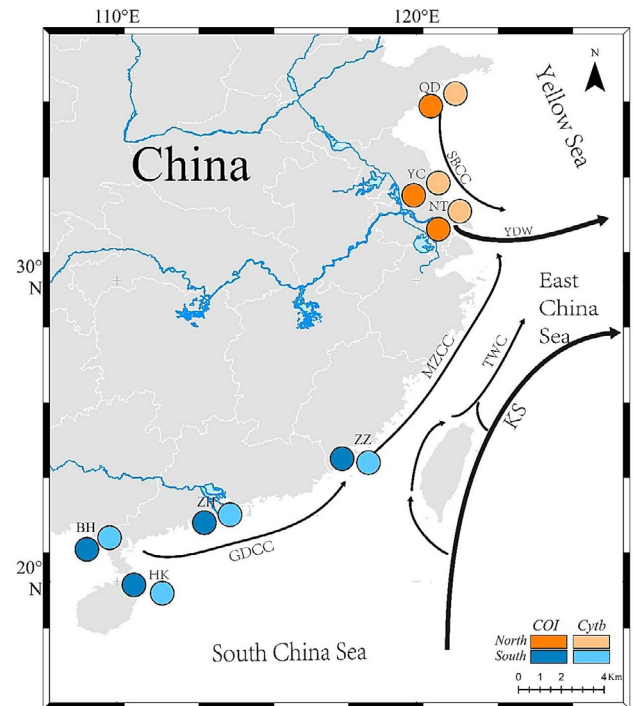 110°E
120°E
N
Yellow Sea
QD
China
SBCC
YC
NT
YDW
30°
N
East
China
Sea
MZCC
TWC
KS
ZZ
ZH
BH
GDCC
20°
N
HK
South China Sea
COI Cytb
North
South
0 1 2 4 Km